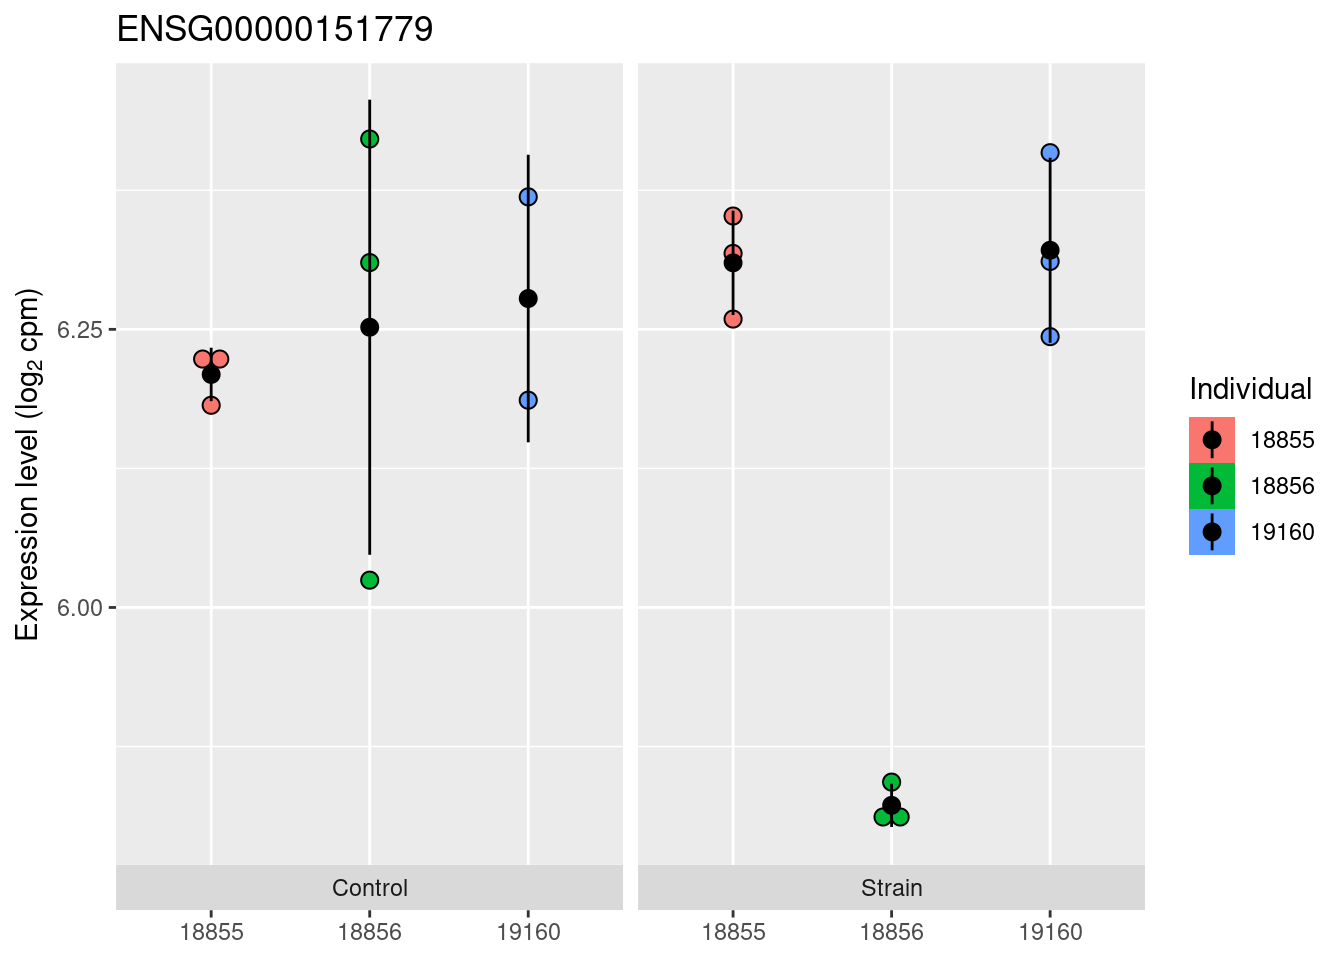 ENSG00000151779
Expression level (log2 cpm)
6.25
6.00
Control
Strain
18855
18856
19160
18855
18856
19160
Individual
18855
18856
19160